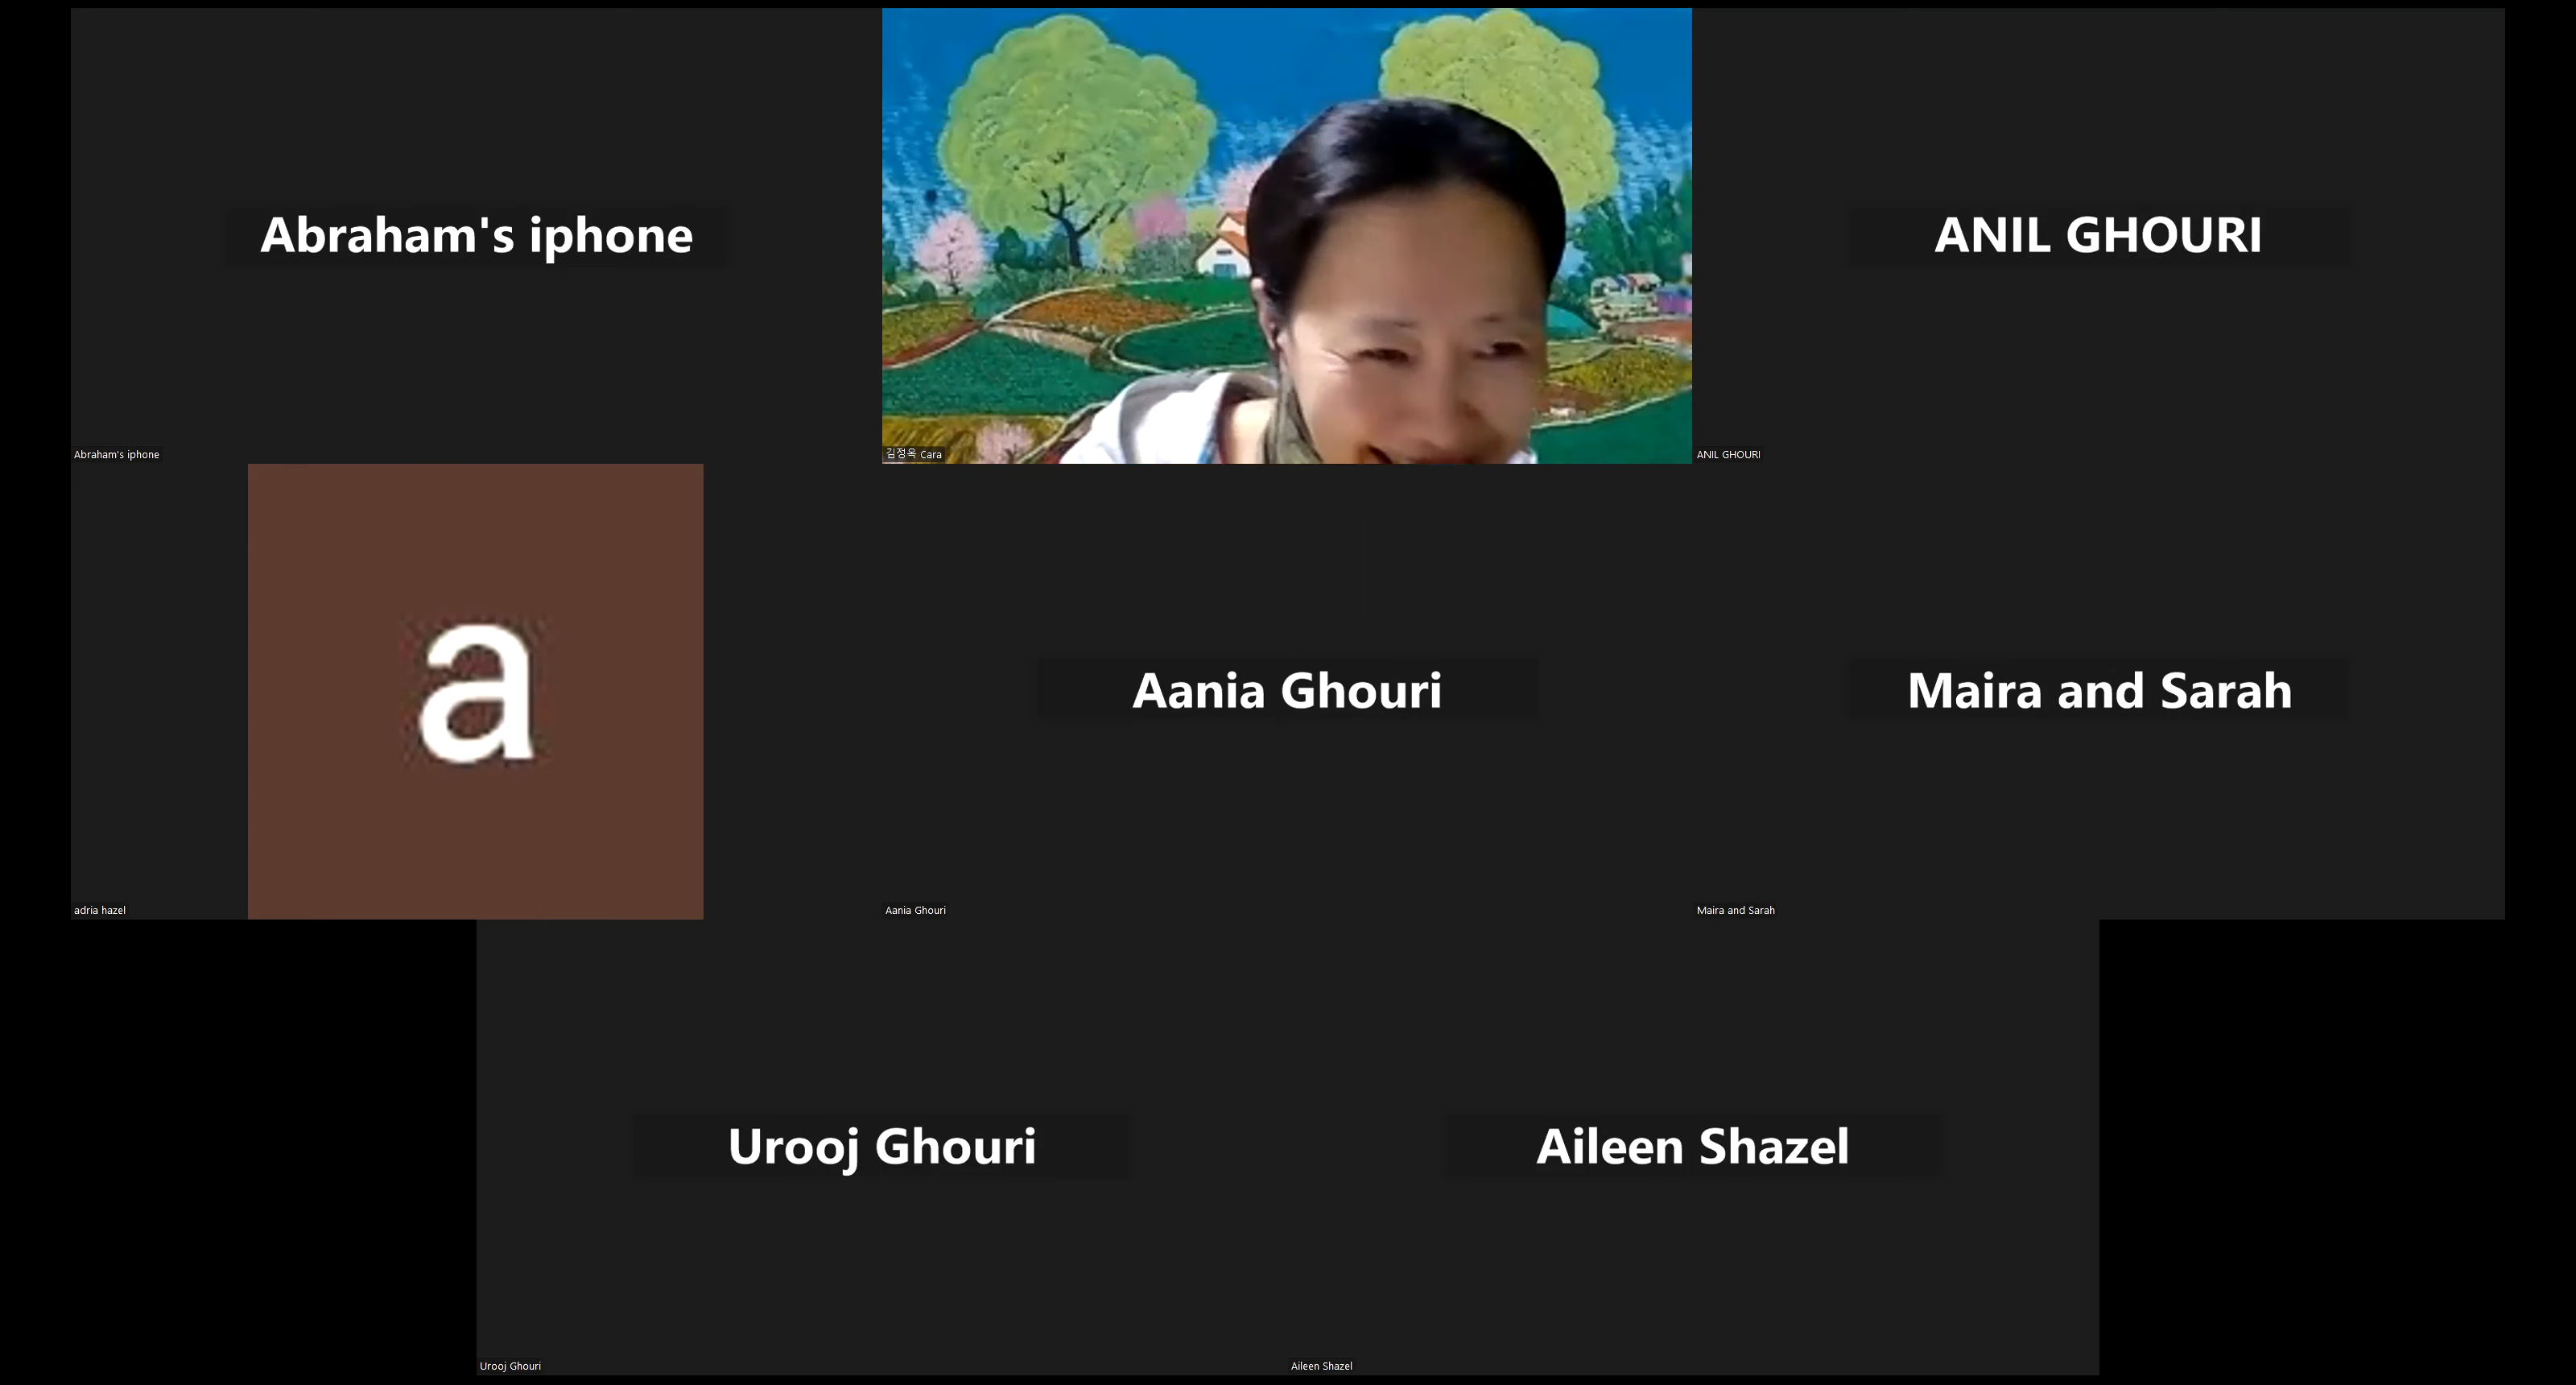 Abraham's iphone
ANIL GHOURI
Abraham's iphone
김정옥 Cara
ANIL GHOURI
a
Aania Ghouri
Maira and Sarah
adria hazel
Aania Ghouri
Maira and Sarah
Urooj Ghouri
Aileen Shazel
Urooj Ghouri
Aileen Shazel